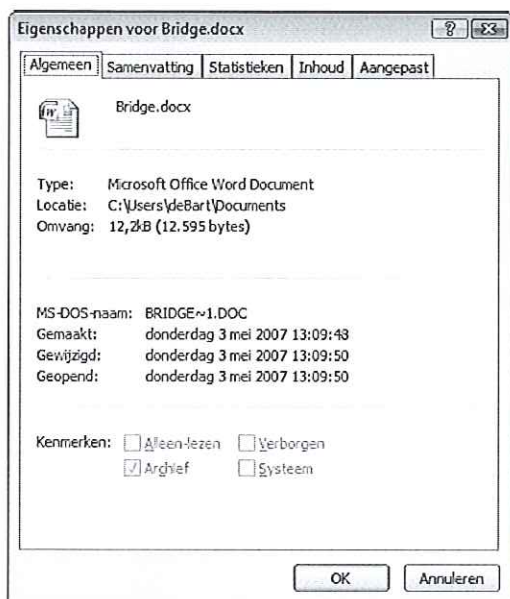 Eigenschappen voor Bridge.docx
Algemeen Samenvatting Statistieken Inhoud Aangepast
Bridge.docx
Type: Microsoft Office Word Document
Locatie: C:\Users\deBart\Documents
Omvang: 12,2kB (12.595 bytes)
MS-DOS-naam: BRIDGE~1.DOC
Gemaakt: donderdag 3 mei 2007 13:09:48
Gewijzigd: donderdag 3 mei 2007 13:09:50
Geopend: donderdag 3 mei 2007 13:09:50
Kenmerken: Alleen-lezen Verborgen
Archief Systeem
OK Annuleren